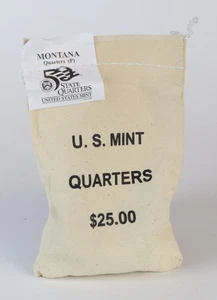 MONTANA
Quarters (P)
50
STATE
QUARTERS
UNITED STATES MINT
U.S. MINT
QUARTERS
$25.00